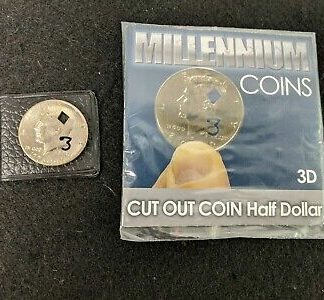 MILLENNIUM
COINS
3
3
3D
CUT OUT COIN Half Dollar